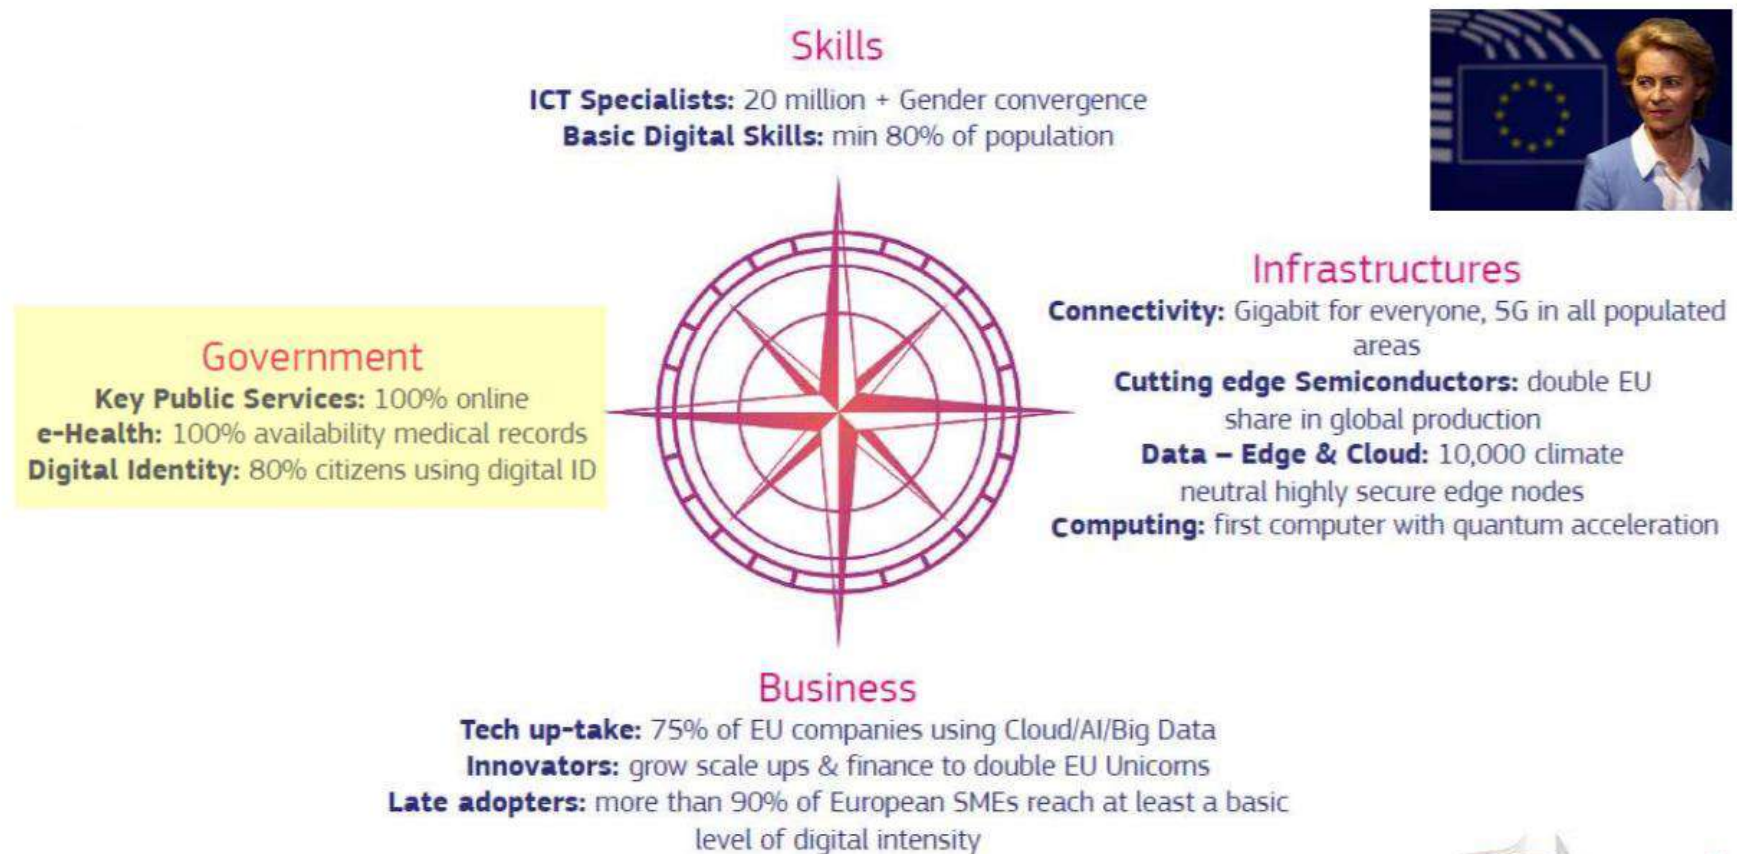 Skills
ICT Specialists: 20 million + Gender convergence
Basic Digital Skills: min 80% of population
Infrastructures
Connectivity: Gigabit for everyone, 5G in all populated
areas
Cutting edge Semiconductors: double EU
share in global production
Data – Edge & Cloud: 10,000 climate
neutral highly secure edge nodes
Computing: first computer with quantum acceleration
Government
Key Public Services: 100% online
e-Health: 100% availability medical records
Digital Identity: 80% citizens using digital ID
Business
Tech up-take: 75% of EU companies using Cloud/AI/Big Data
Innovators: grow scale ups & finance to double EU Unicorns
Late adopters: more than 90% of European SMEs reach at least a basic
level of digital intensity